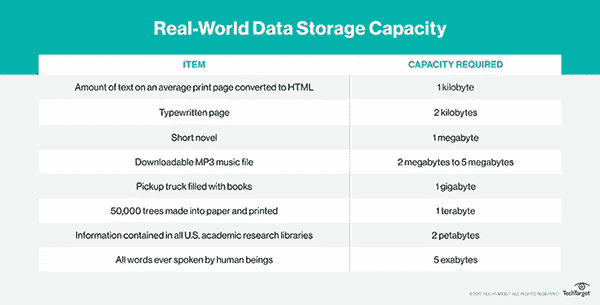 Real-World Data Storage Capacity
ITEM CAPACITY REQUIRED
Amount of text on an average print page converted to HTML 1 kilobyte
Typewritten page 2 kilobytes
Short novel 1 megabyte
Downloadable MP3 music file 2 megabytes to 5 megabytes
Pickup truck filled with books 1 gigabyte
50,000 trees made into paper and printed 1 terabyte
Information contained in all U.S. academic research libraries 2 petabytes
All words ever spoken by human beings 5 exabytes
TECHTARGET. ALL RIGHTS RESERVED TechTarget